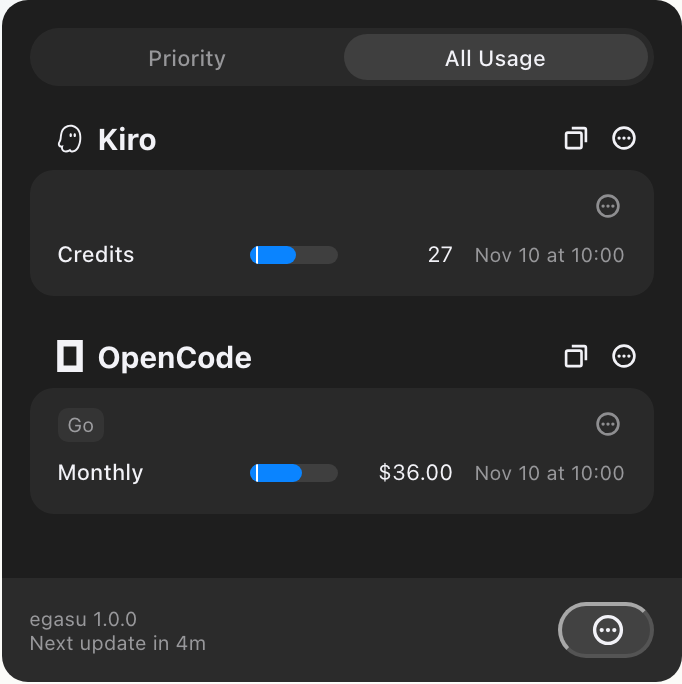 Priority
All Usage
Kiro
Credits 27 Nov 10 at 10:00
OpenCode
Go
Monthly $36.00 Nov 10 at 10:00
egasu 1.0.0
Next update in 4m